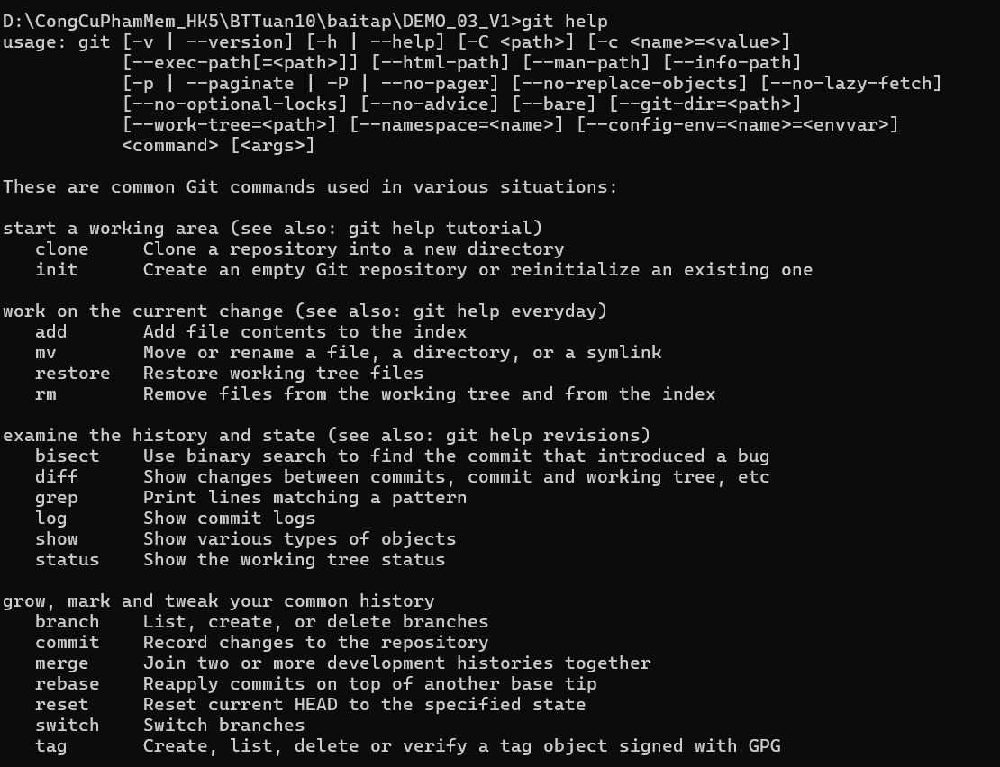 D:\CongCuPhamMem_HK5\BTTuan10\baitap\DEMO_03_V1>git help
usage: git [-v | --version] [-h | --help] [-C <path>] [-c <name>=<value>]
           [--exec-path[=<path>]] [--html-path] [--man-path] [--info-path]
           [-p | --paginate | -P | --no-pager] [--no-replace-objects] [--no-lazy-fetch]
           [--no-optional-locks] [--no-advice] [--bare] [--git-dir=<path>]
           [--work-tree=<path>] [--namespace=<name>] [--config-env=<name>=<envvar>]
           <command> [<args>]

These are common Git commands used in various situations:

start a working area (see also: git help tutorial)
   clone     Clone a repository into a new directory
   init      Create an empty Git repository or reinitialize an existing one

work on the current change (see also: git help everyday)
   add       Add file contents to the index
   mv        Move or rename a file, a directory, or a symlink
   restore   Restore working tree files
   rm        Remove files from the working tree and from the index

examine the history and state (see also: git help revisions)
   bisect    Use binary search to find the commit that introduced a bug
   diff      Show changes between commits, commit and working tree, etc
   grep      Print lines matching a pattern
   log       Show commit logs
   show      Show various types of objects
   status    Show the working tree status

grow, mark and tweak your common history
   branch    List, create, or delete branches
   commit    Record changes to the repository
   merge     Join two or more development histories together
   rebase    Reapply commits on top of another base tip
   reset     Reset current HEAD to the specified state
   switch    Switch branches
   tag       Create, list, delete or verify a tag object signed with GPG